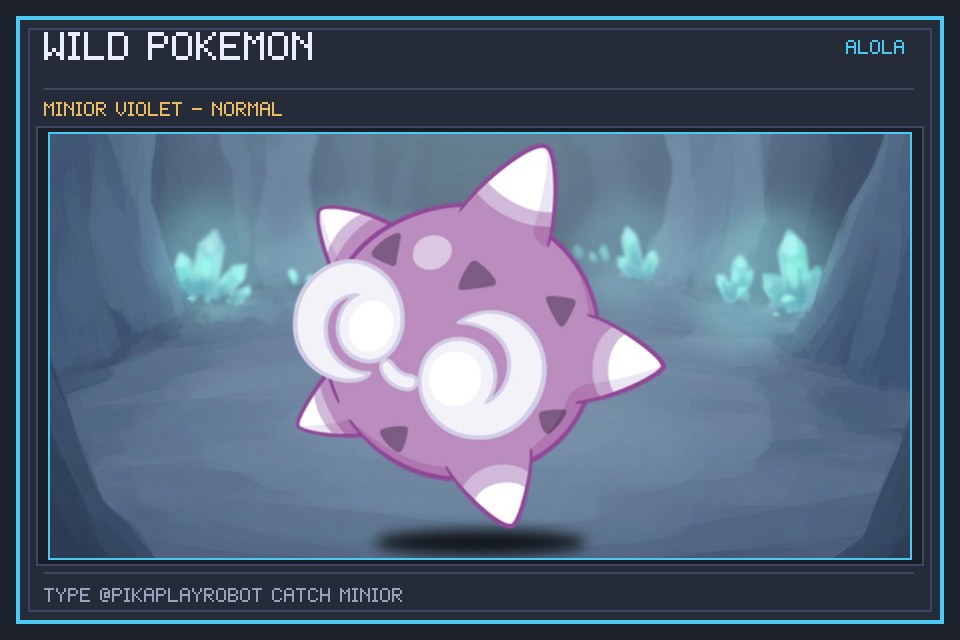 WILD POKEMON
ALOLA
MINIOR VIOLET - NORMAL
TYPE @PIKAPLAYROBOT CATCH MINIOR